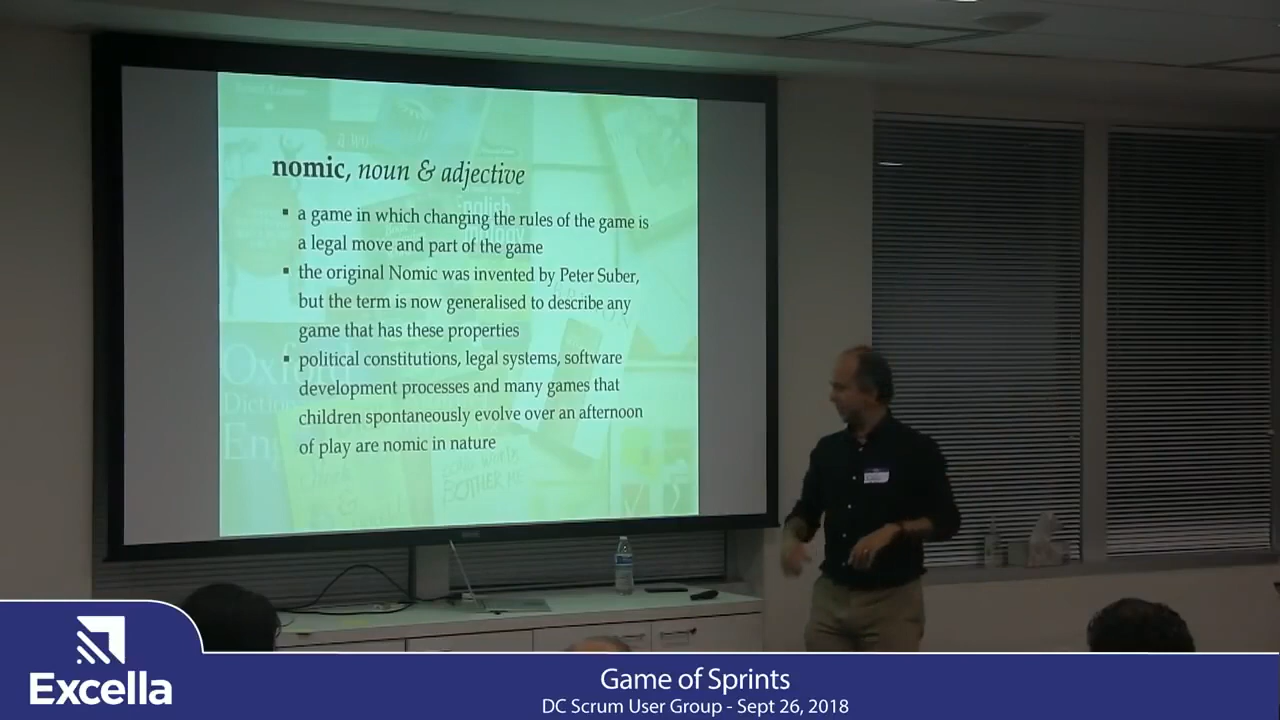 nomic, noun & adjective
▪ a game in which changing the rules of the game is
a legal move and part of the game
▪ the original Nomic was invented by Peter Suber,
but the term is now generalised to describe any
game that has these properties
▪ political constitutions, legal systems, software
development processes and many games that
children spontaneously evolve over an afternoon
of play are nomic in nature
English
Oxford
BOTHER ME
Excella
Game of Sprints
DC Scrum User Group - Sept 26, 2018